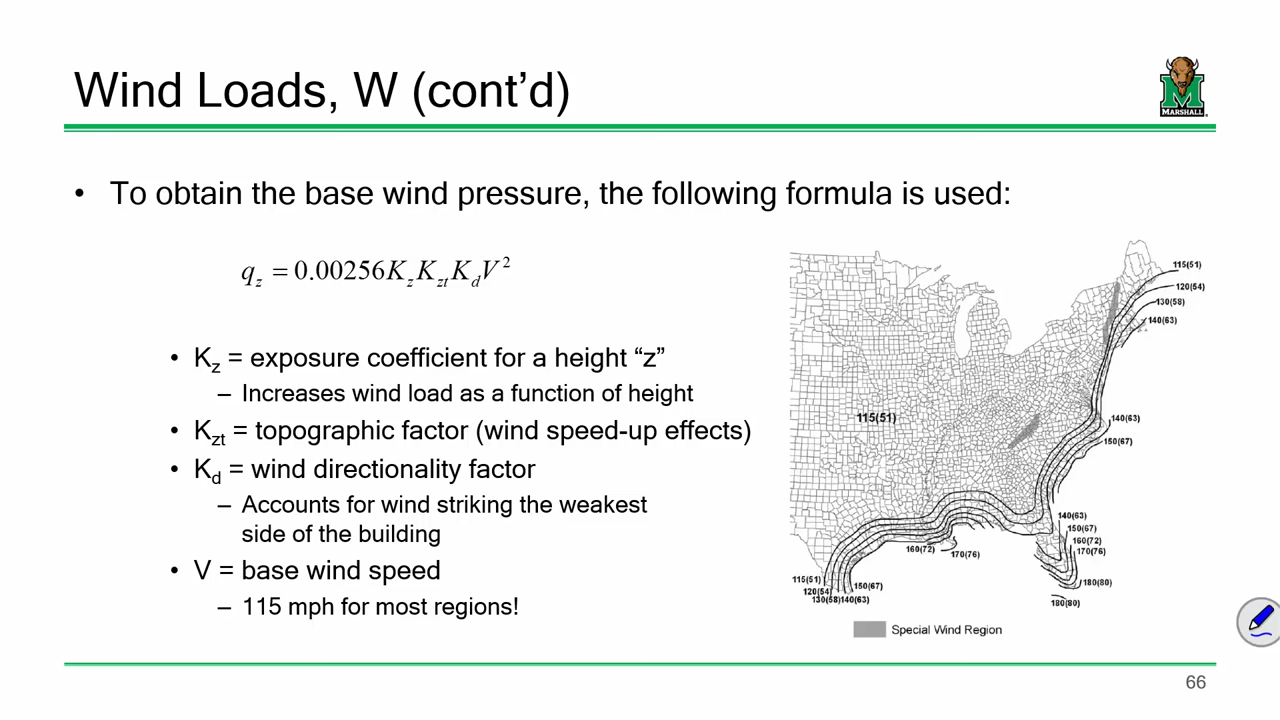 Wind Loads, W (cont’d)
MARSHALL
• To obtain the base wind pressure, the following formula is used:
q_z = 0.00256K_zK_ztK_dV²
• K_z = exposure coefficient for a height “z”
– Increases wind load as a function of height
• K_zt = topographic factor (wind speed-up effects)
• K_d = wind directionality factor
– Accounts for wind striking the weakest
side of the building
• V = base wind speed
– 115 mph for most regions!
115(51)
120(54)
130(58)
140(63)
115(51)
140(63)
150(67)
140(63)
150(67)
160(72)
170(76)
160(72)
170(76)
180(80)
180(80)
115(51)
120(54)
130(58)140(63)
150(67)
Special Wind Region
66